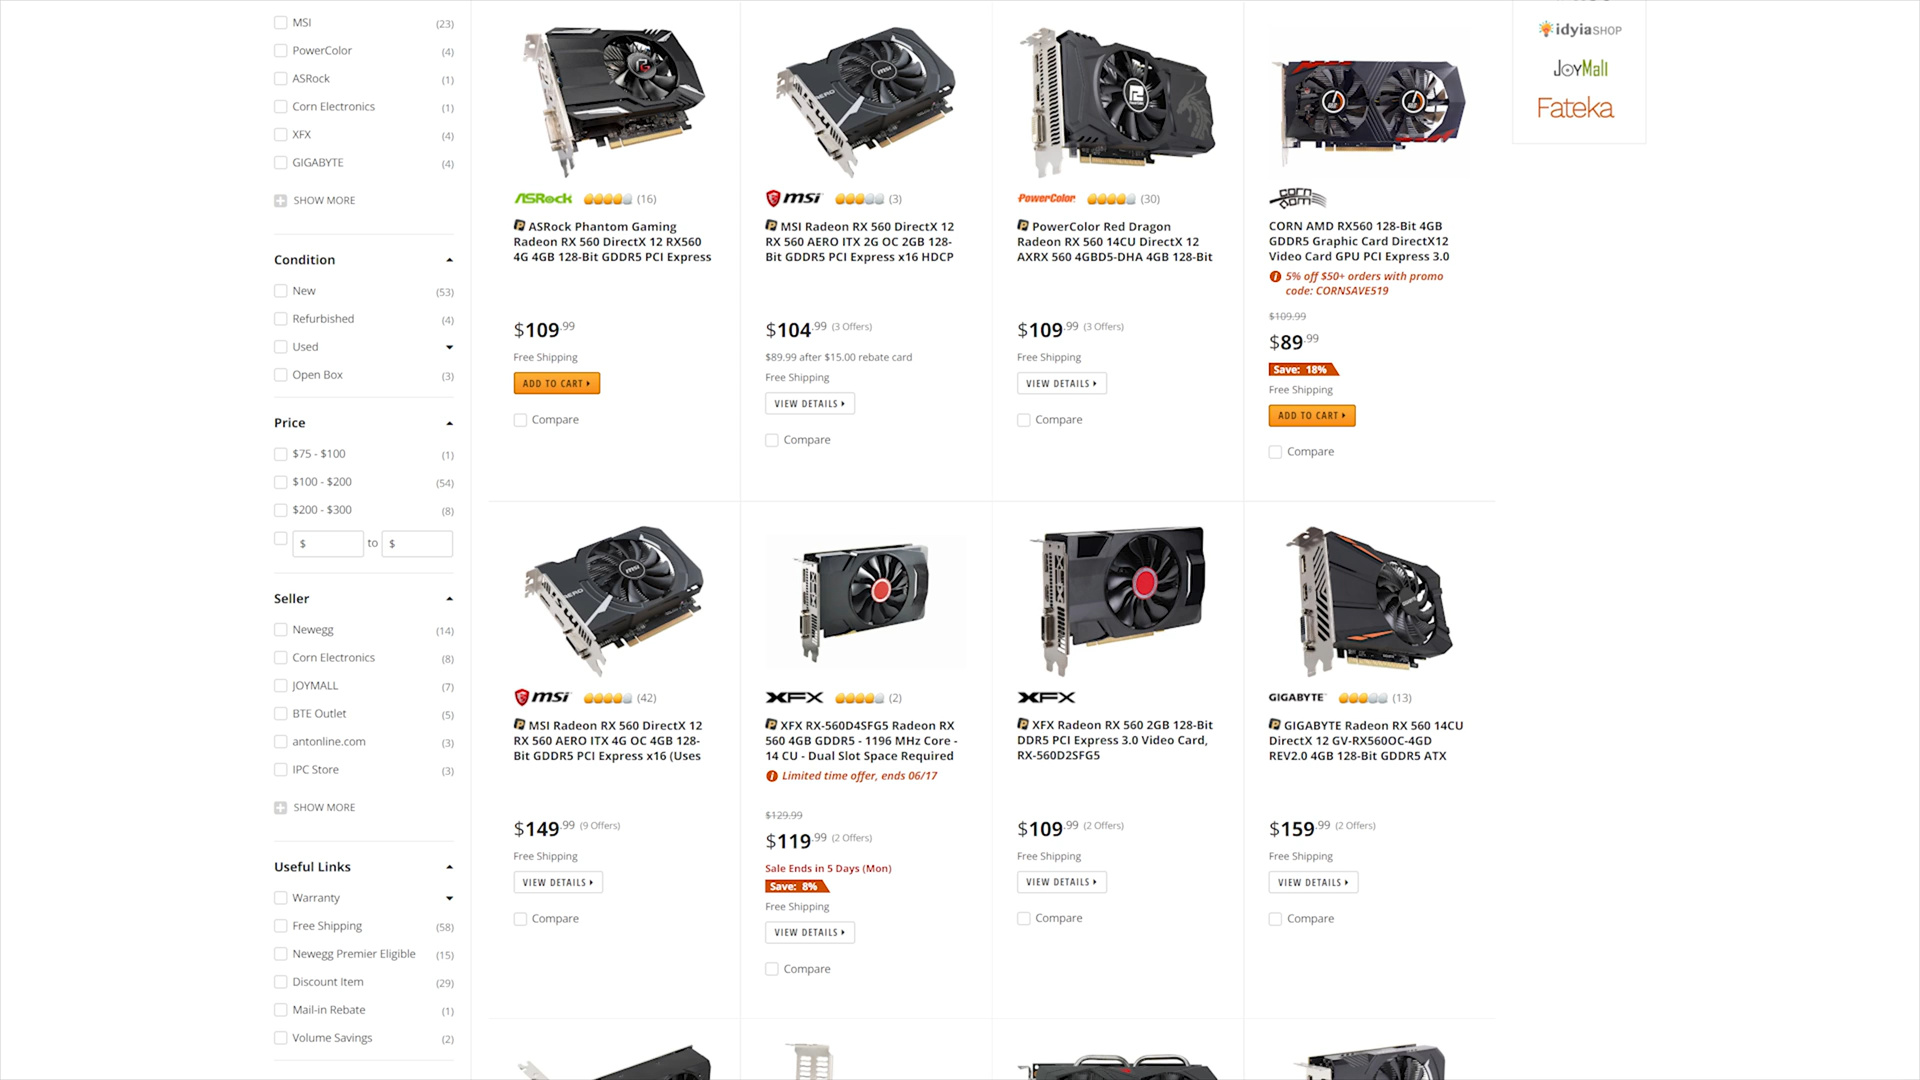 MSI (23)
PowerColor (4)
ASRock (1)
Corn Electronics (1)
XFX (4)
GIGABYTE (4)
SHOW MORE
Condition
New (53)
Refurbished (4)
Used
Open Box (3)
Price
$75 - $100 (1)
$100 - $200 (54)
$200 - $300 (8)
$ to $
Seller
Newegg (14)
Corn Electronics (8)
JOYMALL (7)
BTE Outlet (5)
antonline.com (3)
IPC Store (3)
SHOW MORE
Useful Links
Warranty
Free Shipping (58)
Newegg Premier Eligible (15)
Discount Item (29)
Mail-in Rebate (1)
Volume Savings (2)
ASRock (16)
ASRock Phantom Gaming
Radeon RX 560 DirectX 12 RX560
4G 4GB 128-Bit GDDR5 PCI Express
$109.99
Free Shipping
ADD TO CART
Compare
msi (3)
MSI Radeon RX 560 DirectX 12
RX 560 AERO ITX 2G OC 2GB 128-
Bit GDDR5 PCI Express x16 HDCP
$104.99 (3 Offers)
$89.99 after $15.00 rebate card
Free Shipping
VIEW DETAILS
Compare
PowerColor (30)
PowerColor Red Dragon
Radeon RX 560 14CU DirectX 12
AXRX 560 4GBD5-DHA 4GB 128-Bit
$109.99 (3 Offers)
Free Shipping
VIEW DETAILS
Compare
corn
CORN AMD RX560 128-Bit 4GB
GDDR5 Graphic Card DirectX12
Video Card GPU PCI Express 3.0
5% off $50+ orders with promo
code: CORNSAVE519
$109.99
$89.99
Save: 18%
Free Shipping
ADD TO CART
Compare
msi (42)
MSI Radeon RX 560 DirectX 12
RX 560 AERO ITX 4G OC 4GB 128-
Bit GDDR5 PCI Express x16 (Uses
$149.99 (9 Offers)
Free Shipping
VIEW DETAILS
Compare
XFX (2)
XFX RX-560D4SFG5 Radeon RX
560 4GB GDDR5 - 1196 MHz Core -
14 CU - Dual Slot Space Required
Limited time offer, ends 06/17
$129.99
$119.99 (2 Offers)
Sale Ends in 5 Days (Mon)
Save: 8%
Free Shipping
VIEW DETAILS
Compare
XFX
XFX Radeon RX 560 2GB 128-Bit
DDR5 PCI Express 3.0 Video Card,
RX-560D2SFG5
$109.99 (2 Offers)
Free Shipping
VIEW DETAILS
Compare
GIGABYTE (13)
GIGABYTE Radeon RX 560 14CU
DirectX 12 GV-RX560OC-4GD
REV2.0 4GB 128-Bit GDDR5 ATX
$159.99 (2 Offers)
Free Shipping
VIEW DETAILS
Compare
idyiaSHOP
JOYMall
Fateka